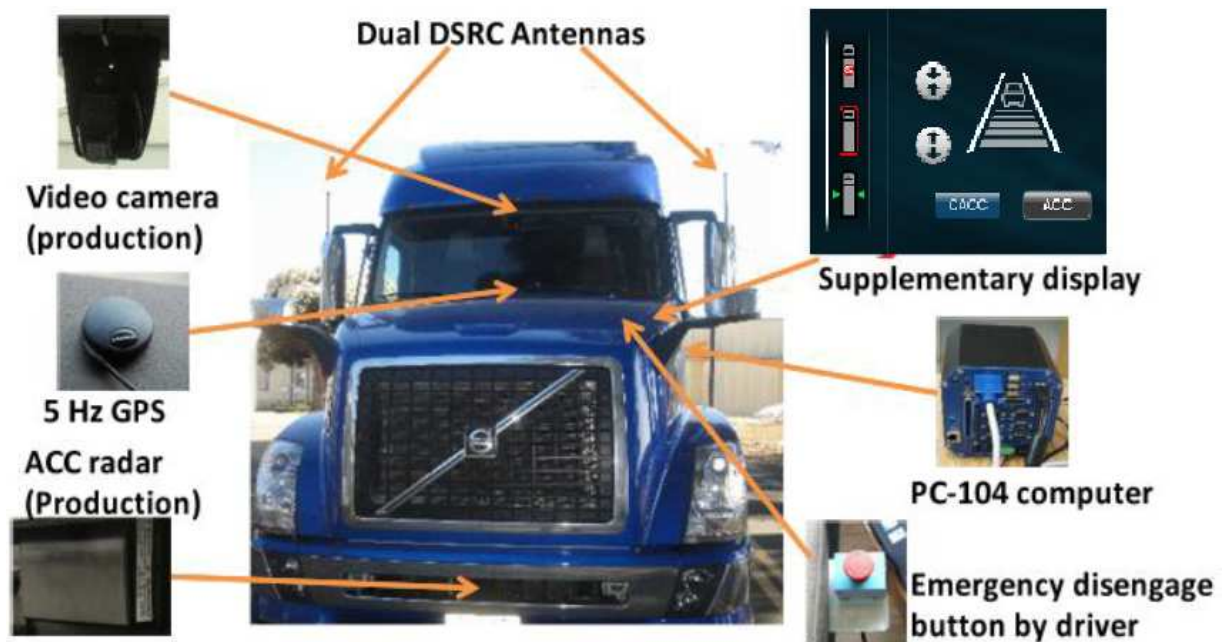 Dual DSRC Antennas
Video camera
(production)
CACC
ACC
Supplementary display
5 Hz GPS
ACC radar
(Production)
PC-104 computer
Emergency disengage
button by driver